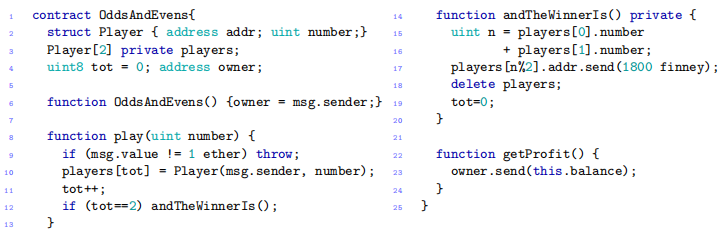 1 contract OddsAndEvens{
2 struct Player { address addr; uint number;}
3 Player[2] private players;
4 uint8 tot = 0; address owner;
5
6 function OddsAndEvens() {owner = msg.sender;}
7
8 function play(uint number) {
9 if (msg.value != 1 ether) throw;
10 players[tot] = Player(msg.sender, number);
11 tot++;
12 if (tot==2) andTheWinnerIs();
13 }
14 function andTheWinnerIs() private {
15 uint n = players[0].number
16 + players[1].number;
17 players[n%2].addr.send(1800 finney);
18 delete players;
19 tot=0;
20 }
21
22 function getProfit() {
23 owner.send(this.balance);
24 }
25 }